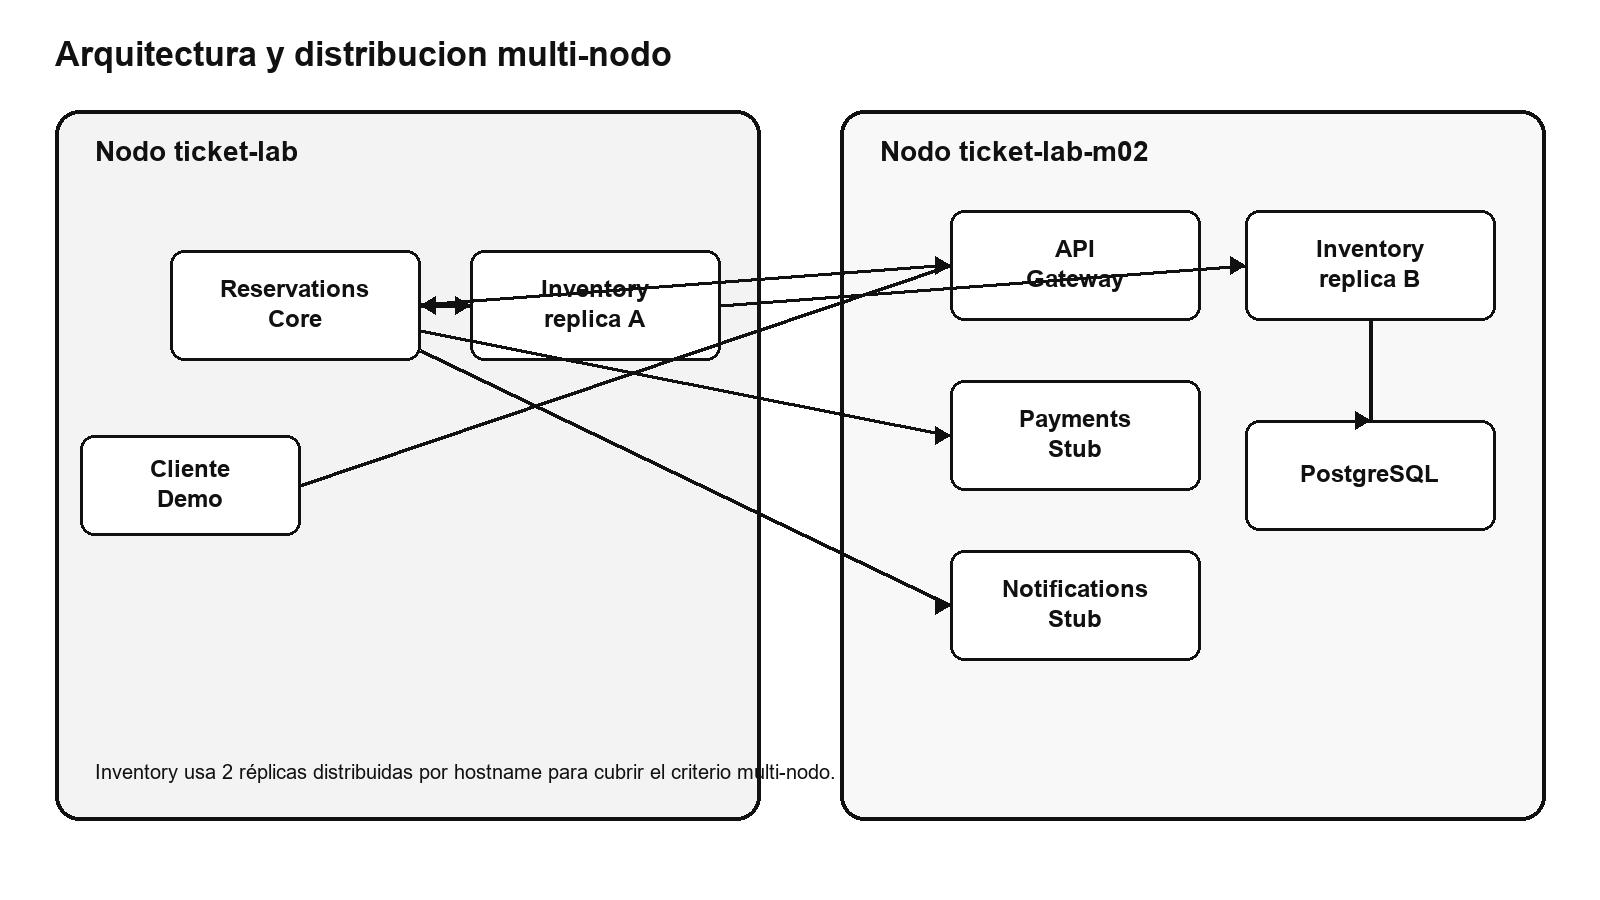 Arquitectura y distribucion multi-nodo
Nodo ticket-lab
Reservations
Core
Inventory
replica A
Cliente
Demo
Inventory usa 2 réplicas distribuidas por hostname para cubrir el criterio multi-nodo.
Nodo ticket-lab-m02
API
Gateway
Inventory
replica B
Payments
Stub
PostgreSQL
Notifications
Stub